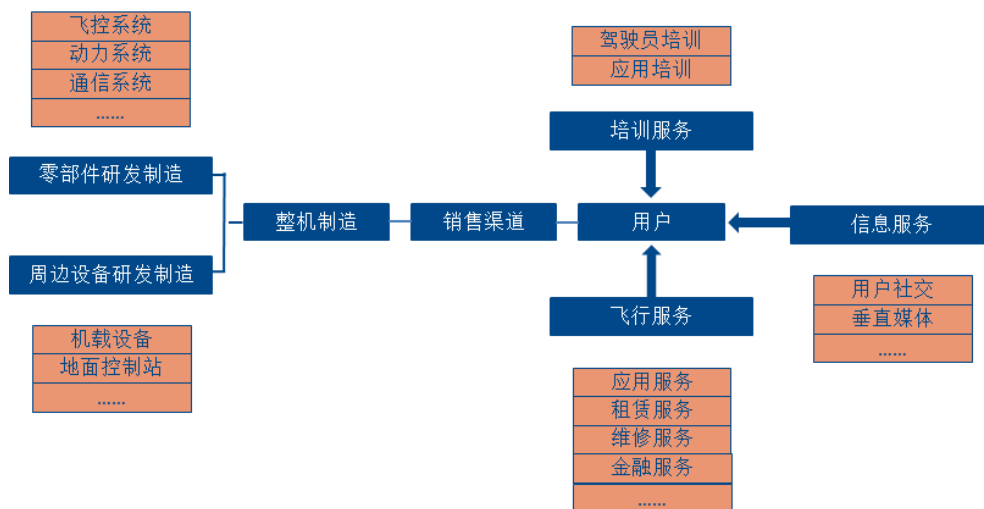 飞控系统
动力系统
通信系统
......
驾驶员培训
应用培训
培训服务
零部件研发制造
整机制造
销售渠道
用户
信息服务
周边设备研发制造
飞行服务
用户社交
垂直媒体
......
机载设备
地面控制站
......
应用服务
租赁服务
维修服务
金融服务
......